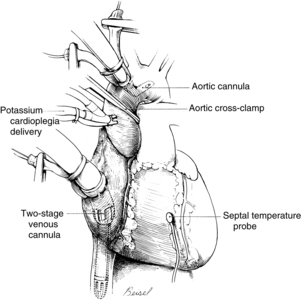 Aortic cannula
Aortic cross-clamp
Potassium
cardioplegia
delivery
Two-stage
venous
cannula
Septal temperature
probe
Beisel